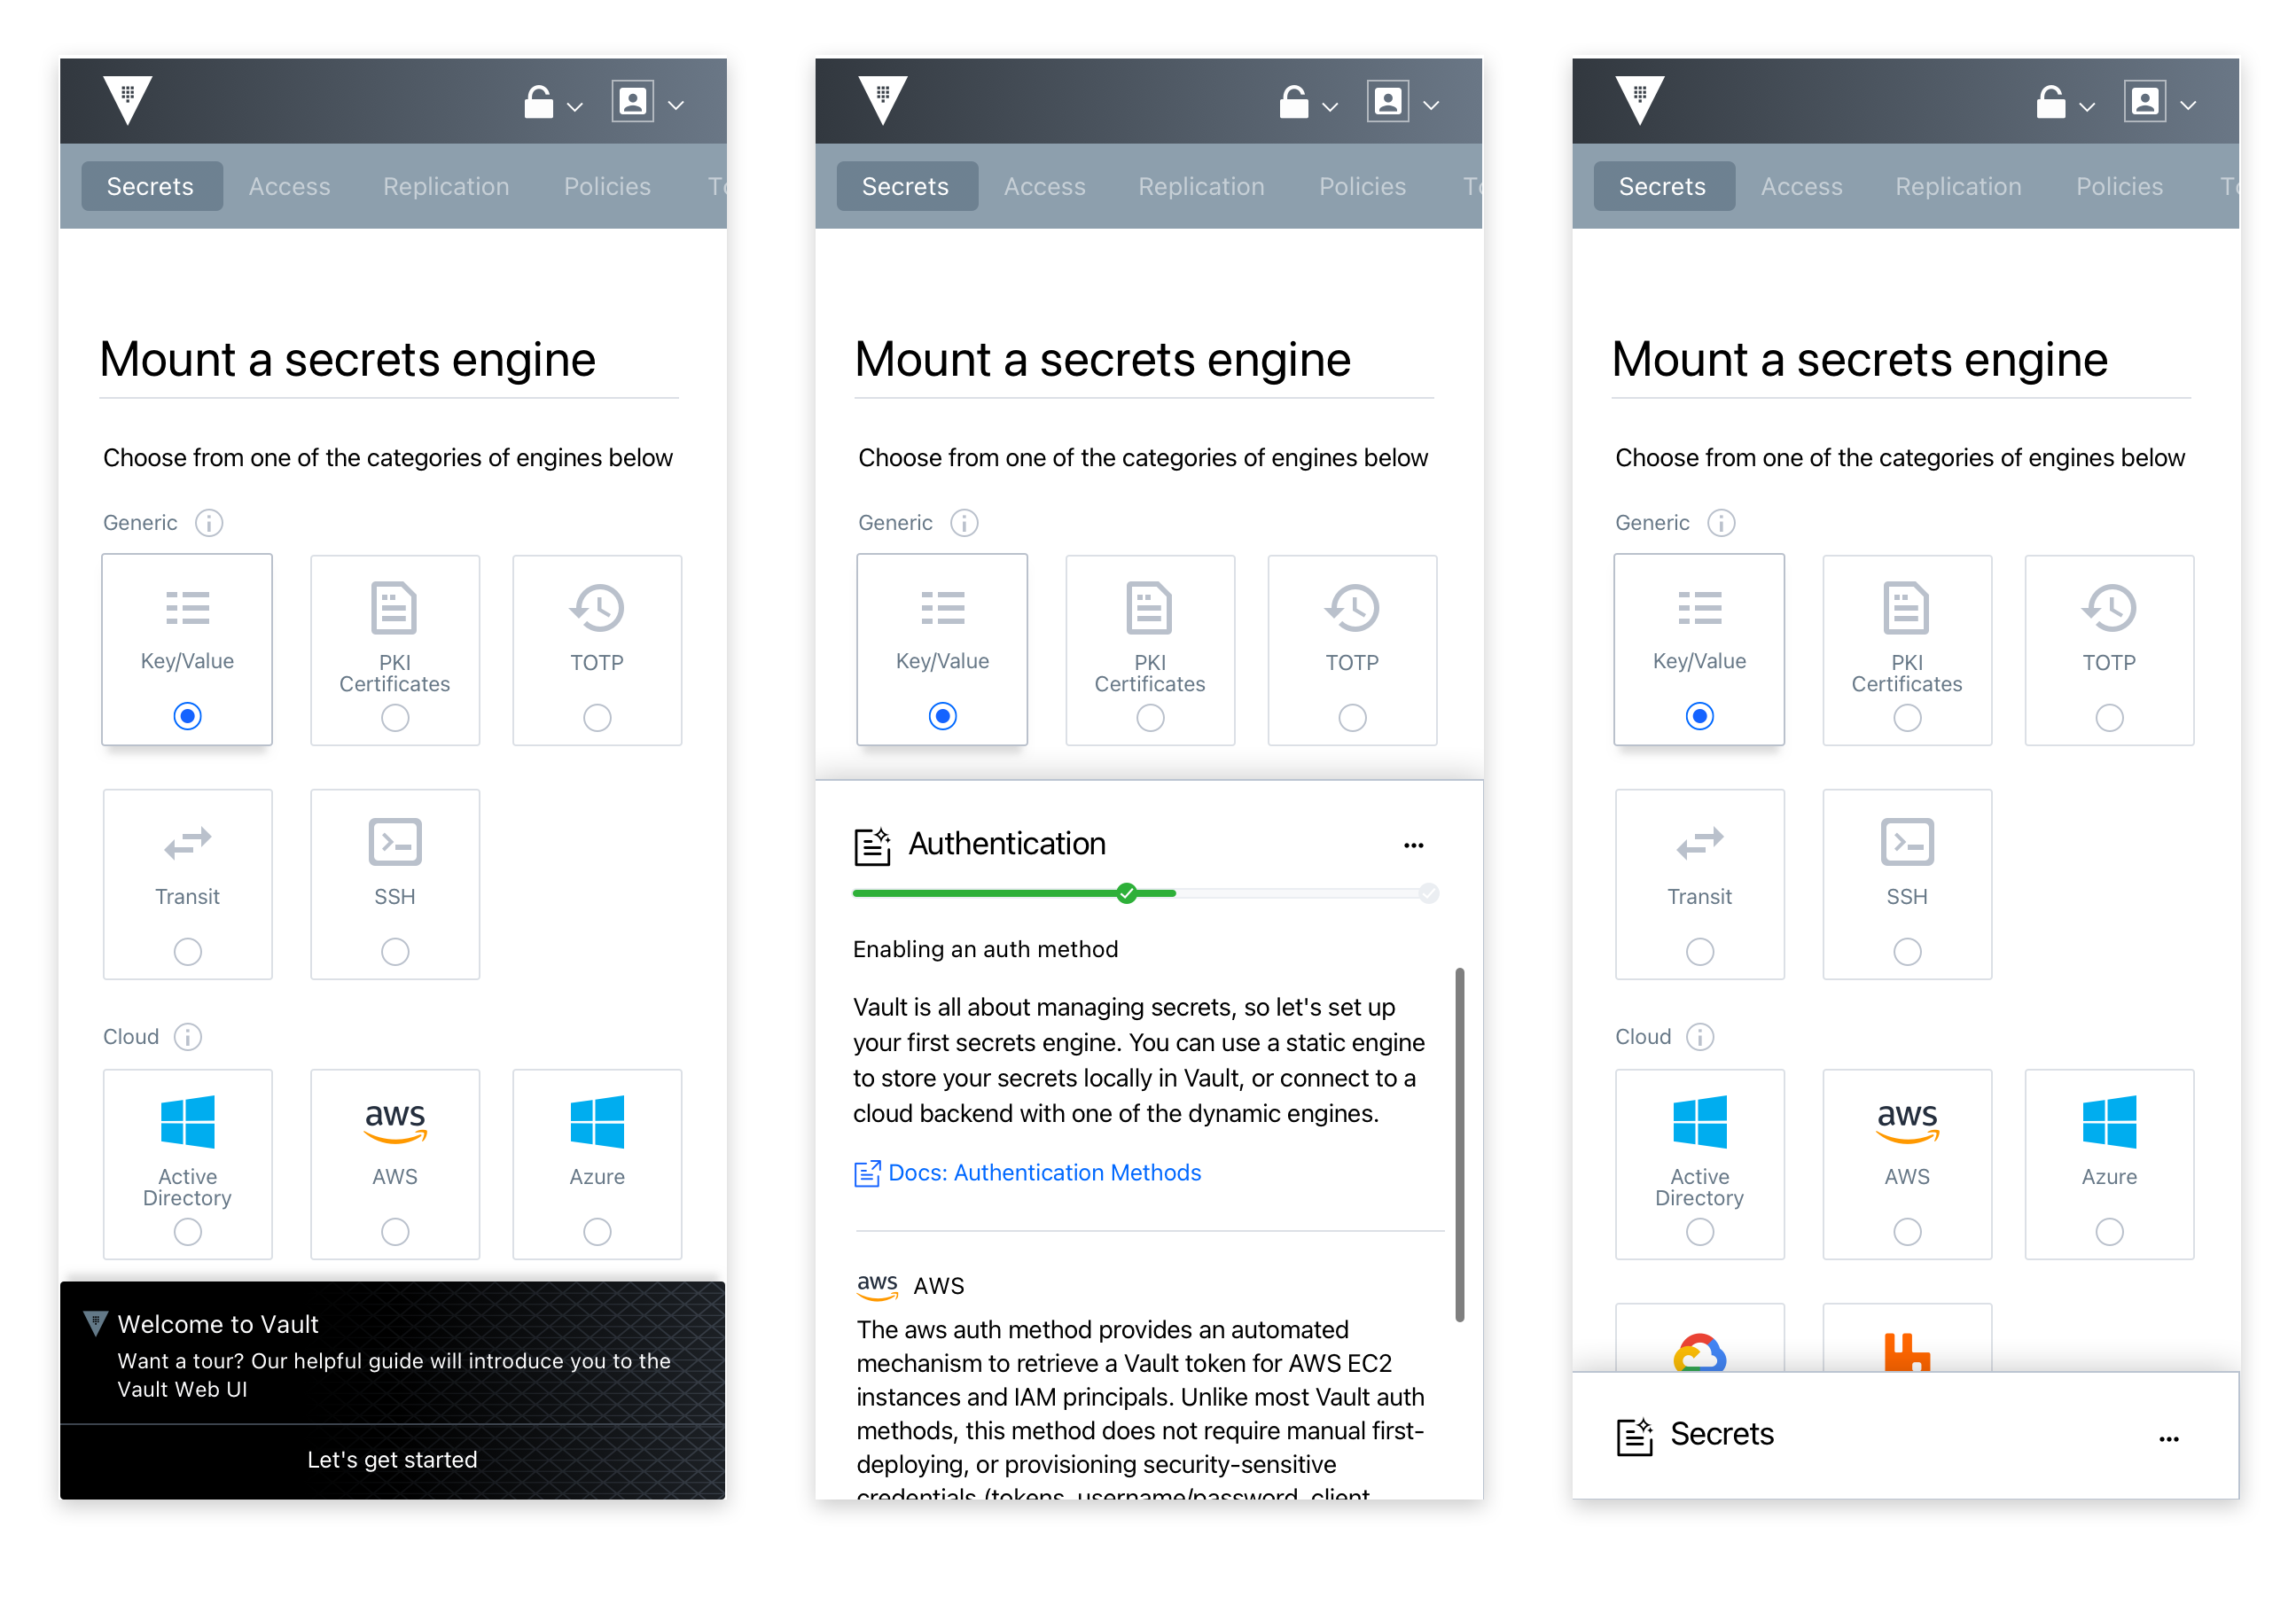 Secrets Access Replication Policies
Mount a secrets engine
Choose from one of the categories of engines below
Generic
Key/Value
PKI
Certificates
TOTP
Transit
SSH
Cloud
Active
Directory
aws
AWS
Azure
Welcome to Vault
Want a tour? Our helpful guide will introduce you to the
Vault Web UI
Let's get started
Secrets Access Replication Policies
Mount a secrets engine
Choose from one of the categories of engines below
Generic
Key/Value
PKI
Certificates
TOTP
Authentication
Enabling an auth method
Vault is all about managing secrets, so let's set up
your first secrets engine. You can use a static engine
to store your secrets locally in Vault, or connect to a
cloud backend with one of the dynamic engines.
Docs: Authentication Methods
aws AWS
The aws auth method provides an automated
mechanism to retrieve a Vault token for AWS EC2
instances and IAM principals. Unlike most Vault auth
methods, this method does not require manual first-
deploying, or provisioning security-sensitive
credentials (tokens, username/password, client
Secrets Access Replication Policies
Mount a secrets engine
Choose from one of the categories of engines below
Generic
Key/Value
PKI
Certificates
TOTP
Transit
SSH
Cloud
Active
Directory
aws
AWS
Azure
Secrets